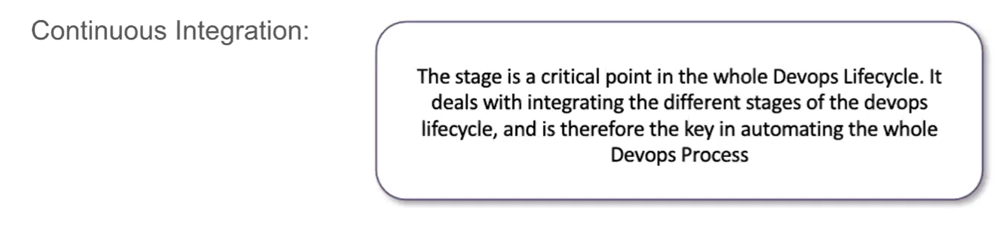 Continuous Integration:
The stage is a critical point in the whole Devops Lifecycle. It
deals with integrating the different stages of the devops
lifecycle, and is therefore the key in automating the whole
Devops Process